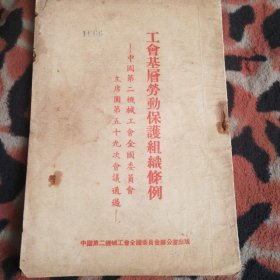 工會基層勞動保護組織條例
—中國第二機械工會全國委員會
主席團第五十九次會議通過—
中國第二機械工會全國委員會辦公室出版